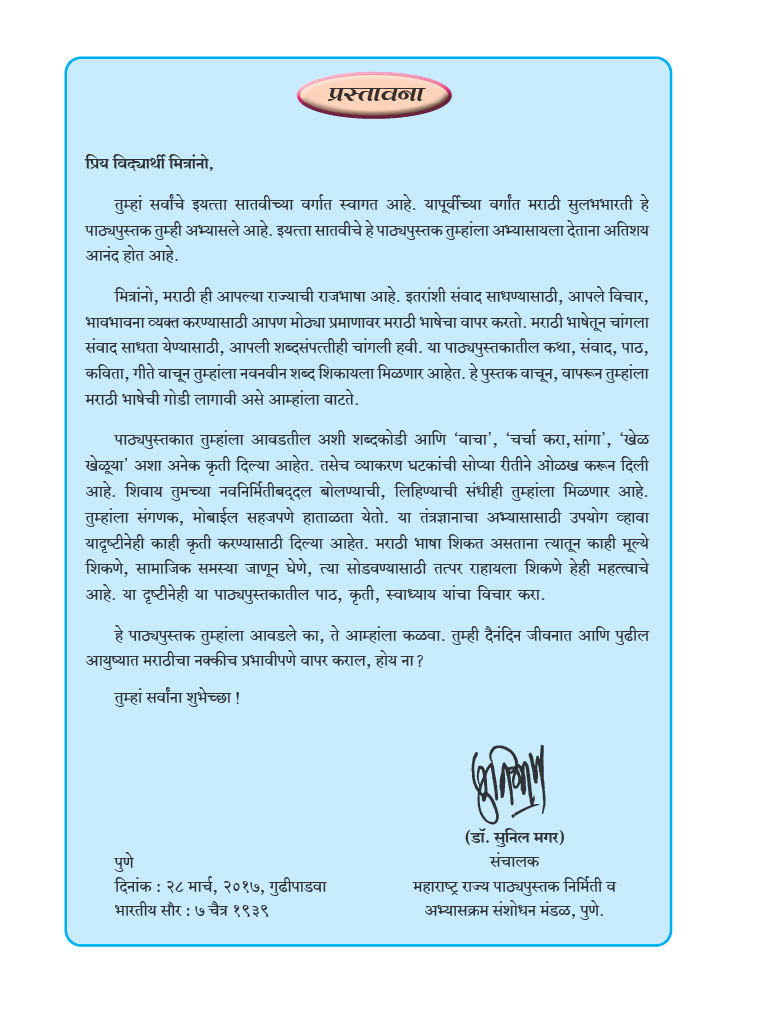 प्रस्तावना
प्रिय विद्यार्थी मित्रांनो,
तुम्हां सर्वांचे इयत्ता सातवीच्या वर्गात स्वागत आहे. यापूर्वीच्या वर्गांत मराठी सुलभभारती हे
पाठ्यपुस्तक तुम्ही अभ्यासले आहे. इयत्ता सातवीचे हे पाठ्यपुस्तक तुम्हांला अभ्यासायला देताना अतिशय
आनंद होत आहे.
मित्रांनो, मराठी ही आपल्या राज्याची राजभाषा आहे. इतरांशी संवाद साधण्यासाठी, आपले विचार,
भावभावना व्यक्त करण्यासाठी आपण मोठ्या प्रमाणावर मराठी भाषेचा वापर करतो. मराठी भाषेतून चांगला
संवाद साधता येण्यासाठी, आपली शब्दसंपत्तीही चांगली हवी. या पाठ्यपुस्तकातील कथा, संवाद, पाठ,
कविता, गीते वाचून तुम्हांला नवनवीन शब्द शिकायला मिळणार आहेत. हे पुस्तक वाचून, वापरून तुम्हांला
मराठी भाषेची गोडी लागावी असे आम्हांला वाटते.
पाठ्यपुस्तकात तुम्हांला आवडतील अशी शब्दकोडी आणि ‘वाचा’, ‘चर्चा करा, सांगा’, ‘खेळ
खेळूया’ अशा अनेक कृती दिल्या आहेत. तसेच व्याकरण घटकांची सोप्या रीतीने ओळख करून दिली
आहे. शिवाय तुमच्या नवनिर्मितीबद्दल बोलण्याची, लिहिण्याची संधीही तुम्हांला मिळणार आहे.
तुम्हांला संगणक, मोबाईल सहजपणे हाताळता येतो. या तंत्रज्ञानाचा अभ्यासासाठी उपयोग व्हावा
यादृष्टीनेही काही कृती करण्यासाठी दिल्या आहेत. मराठी भाषा शिकत असताना त्यातून काही मूल्ये
शिकणे, सामाजिक समस्या जाणून घेणे, त्या सोडवण्यासाठी तत्पर राहायला शिकणे हेही महत्त्वाचे
आहे. या दृष्टीनेही या पाठ्यपुस्तकातील पाठ, कृती, स्वाध्याय यांचा विचार करा.
हे पाठ्यपुस्तक तुम्हांला आवडले का, ते आम्हांला कळवा. तुम्ही दैनंदिन जीवनात आणि पुढील
आयुष्यात मराठीचा नक्कीच प्रभावीपणे वापर कराल, होय ना ?
तुम्हां सर्वांना शुभेच्छा !
(डॉ. सुनिल मगर)
पुणे संचालक
दिनांक : २८ मार्च, २०१७, गुढीपाडवा महाराष्ट्र राज्य पाठ्यपुस्तक निर्मिती व
भारतीय सौर : ७ चैत्र १९३९ अभ्यासक्रम संशोधन मंडळ, पुणे.